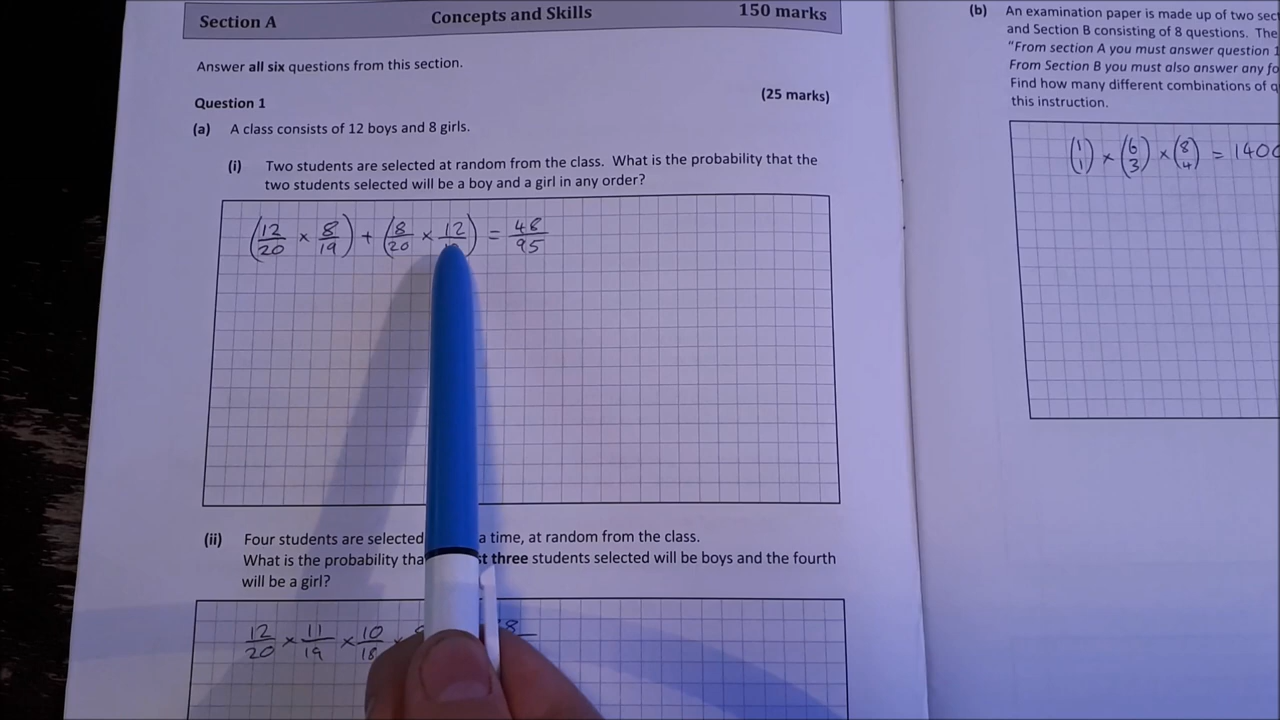 Section A Concepts and Skills 150 marks
Answer all six questions from this section.
Question 1 (25 marks)
(a) A class consists of 12 boys and 8 girls.
(i) Two students are selected at random from the class. What is the probability that the
two students selected will be a boy and a girl in any order?
(12/20 × 8/19) + (8/20 × 12/) = 48/95
(ii) Four students are selected a time, at random from the class.
What is the probability three students selected will be boys and the fourth
will be a girl?
12/20 × 11/19 × 10/18 ×
(b) An examination paper is made up of two
and Section B consisting of 8 questions. The
"From section A you must answer question 1
From Section B you must also answer any
Find how many different combinations of
this instruction.
(1 1) × (6 3) × (8 4) = 1400